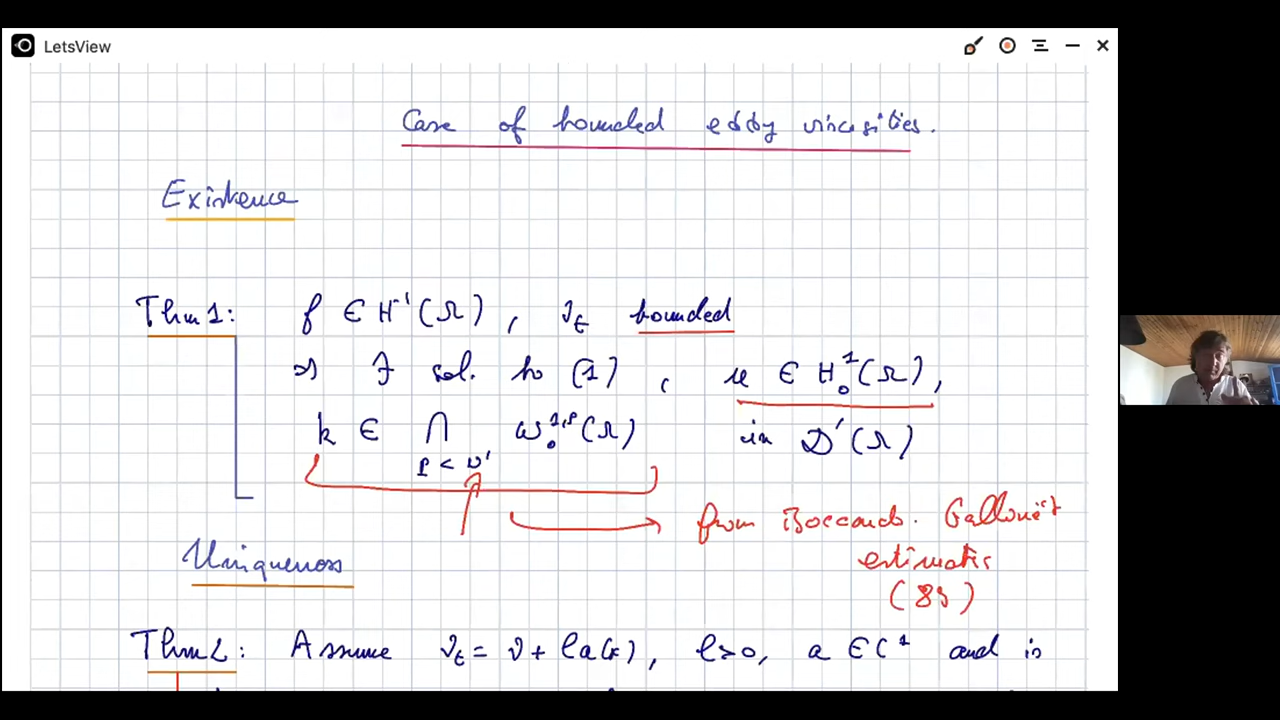 LetsView
Case of bounded eddy viscosities.
Existence
Thm 1: f ∈ H⁻¹(Ω), ν_t bounded
⇒ ∃ sol. to (1), u ∈ H₀¹(Ω),
k ∈ ⋂ W₀^{1,p}(Ω) in D'(Ω)
p < N'
from Boccardo. Gallouët
estimates
Uniqueness
Thm 2: Assume ν_t = ν + ℓa(k), ℓ>0, a ∈ C¹ and is